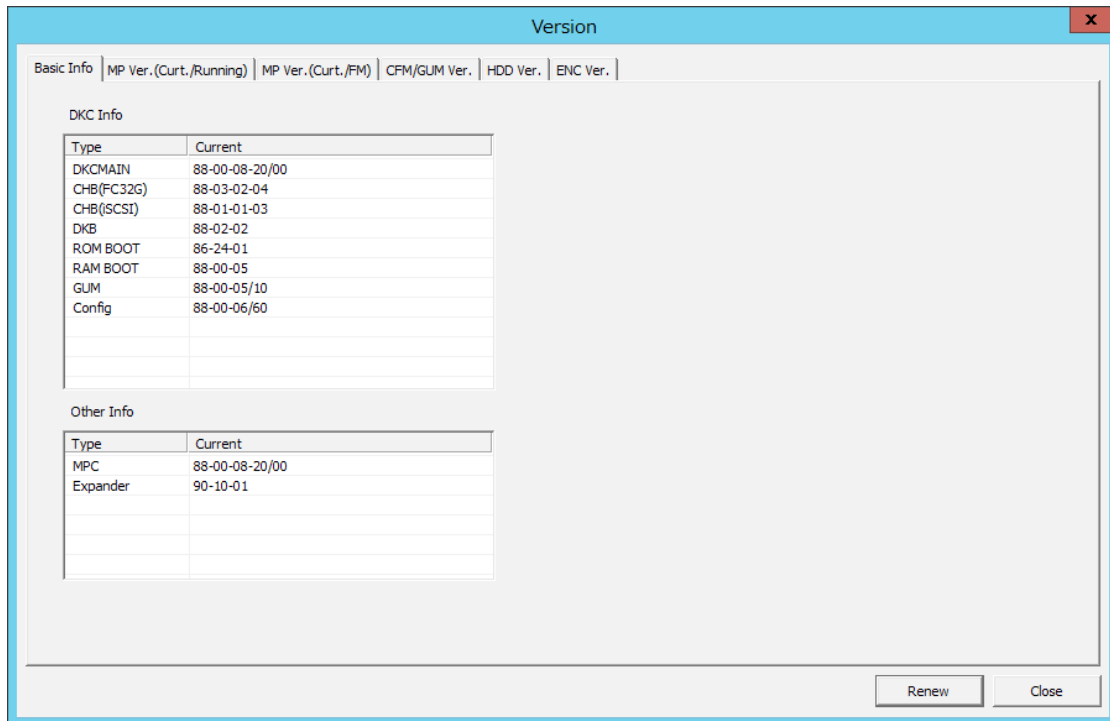 Version
x
Basic Info MP Ver.(Curt./Running) MP Ver.(Curt./FM) CFM/GUM Ver. HDD Ver. ENC Ver.
DKC Info
Type Current
DKCMAIN 88-00-08-20/00
CHB(FC32G) 88-03-02-04
CHB(iSCSI) 88-01-01-03
DKB 88-02-02
ROM BOOT 86-24-01
RAM BOOT 88-00-05
GUM 88-00-05/10
Config 88-00-06/60
Other Info
Type Current
MPC 88-00-08-20/00
Expander 90-10-01
Renew Close